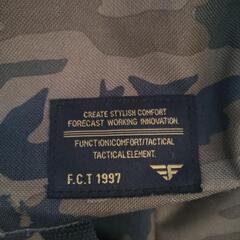 CREATE STYLISH COMFORT
FORECAST WORKING INNOVATION.
FUNCTION/COMFORT/TACTICAL
TACTICAL ELEMENT.
F.C.T 1997